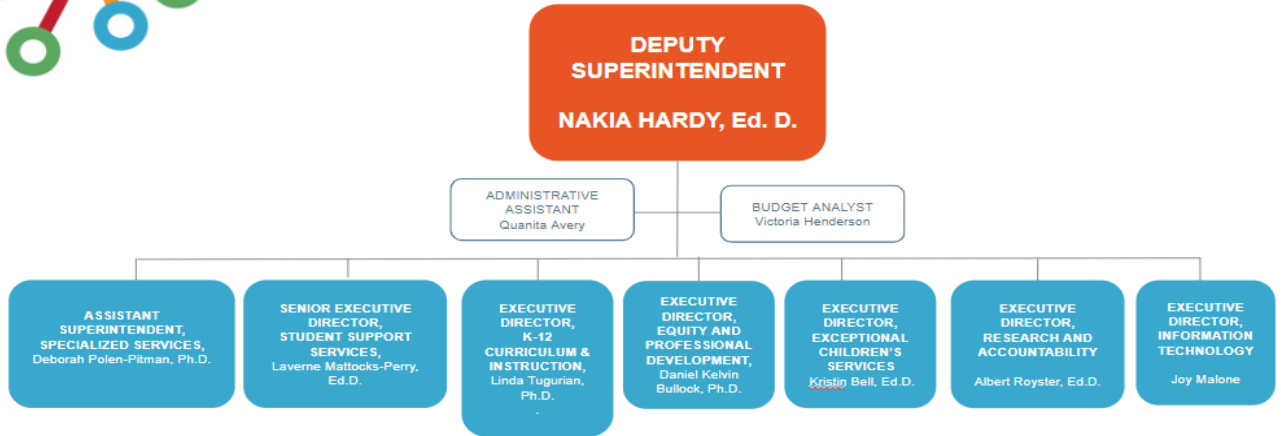 DEPUTY
SUPERINTENDENT
NAKIA HARDY, Ed. D.
ADMINISTRATIVE
ASSISTANT
Quanita Avery
BUDGET ANALYST
Victoria Henderson
ASSISTANT
SUPERINTENDENT,
SPECIALIZED SERVICES,
Deborah Polen-Pitman, Ph.D.
SENIOR EXECUTIVE
DIRECTOR,
STUDENT SUPPORT
SERVICES,
Laverne Mattocks-Perry,
Ed.D.
EXECUTIVE
DIRECTOR,
K-12
CURRICULUM &
INSTRUCTION,
Linda Tugurian,
Ph.D.
.
EXECUTIVE
DIRECTOR,
EQUITY AND
PROFESSIONAL
DEVELOPMENT,
Daniel Kelvin
Bullock, Ph.D.
EXECUTIVE
DIRECTOR,
EXCEPTIONAL
CHILDREN'S
SERVICES
Kristin Bell, Ed.D.
EXECUTIVE
DIRECTOR,
RESEARCH AND
ACCOUNTABILITY
Albert Royster, Ed.D.
EXECUTIVE
DIRECTOR,
INFORMATION
TECHNOLOGY
Joy Malone